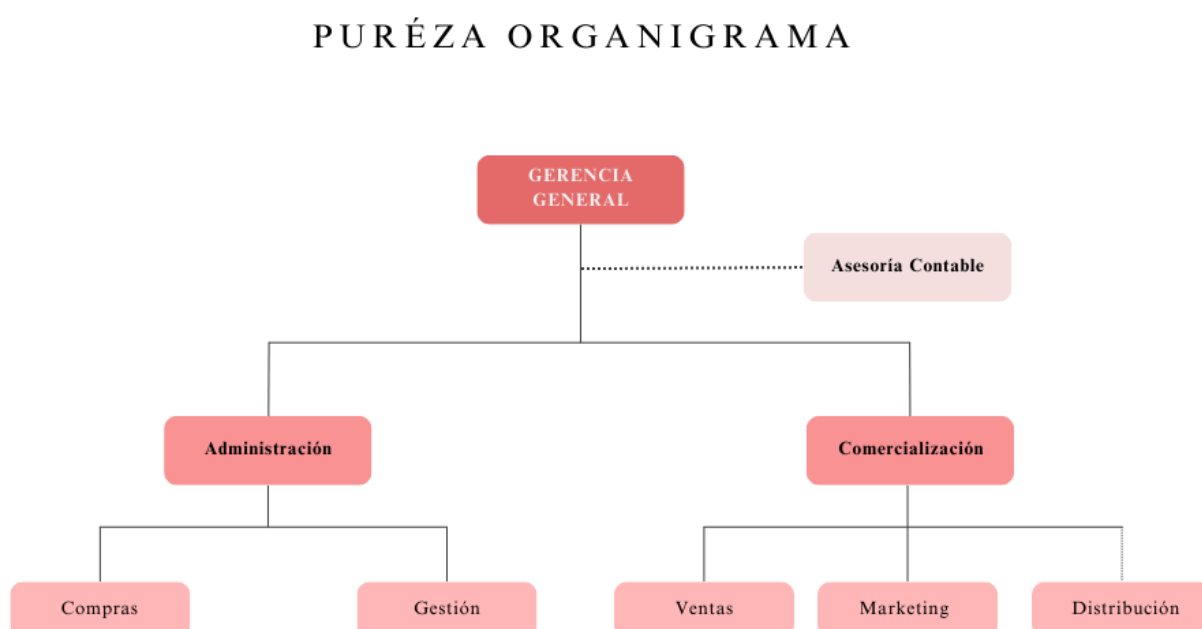 PURÉZA ORGANIGRAMA
GERENCIA
GENERAL
Asesoría Contable
Administración
Comercialización
Compras
Gestión
Ventas
Marketing
Distribución